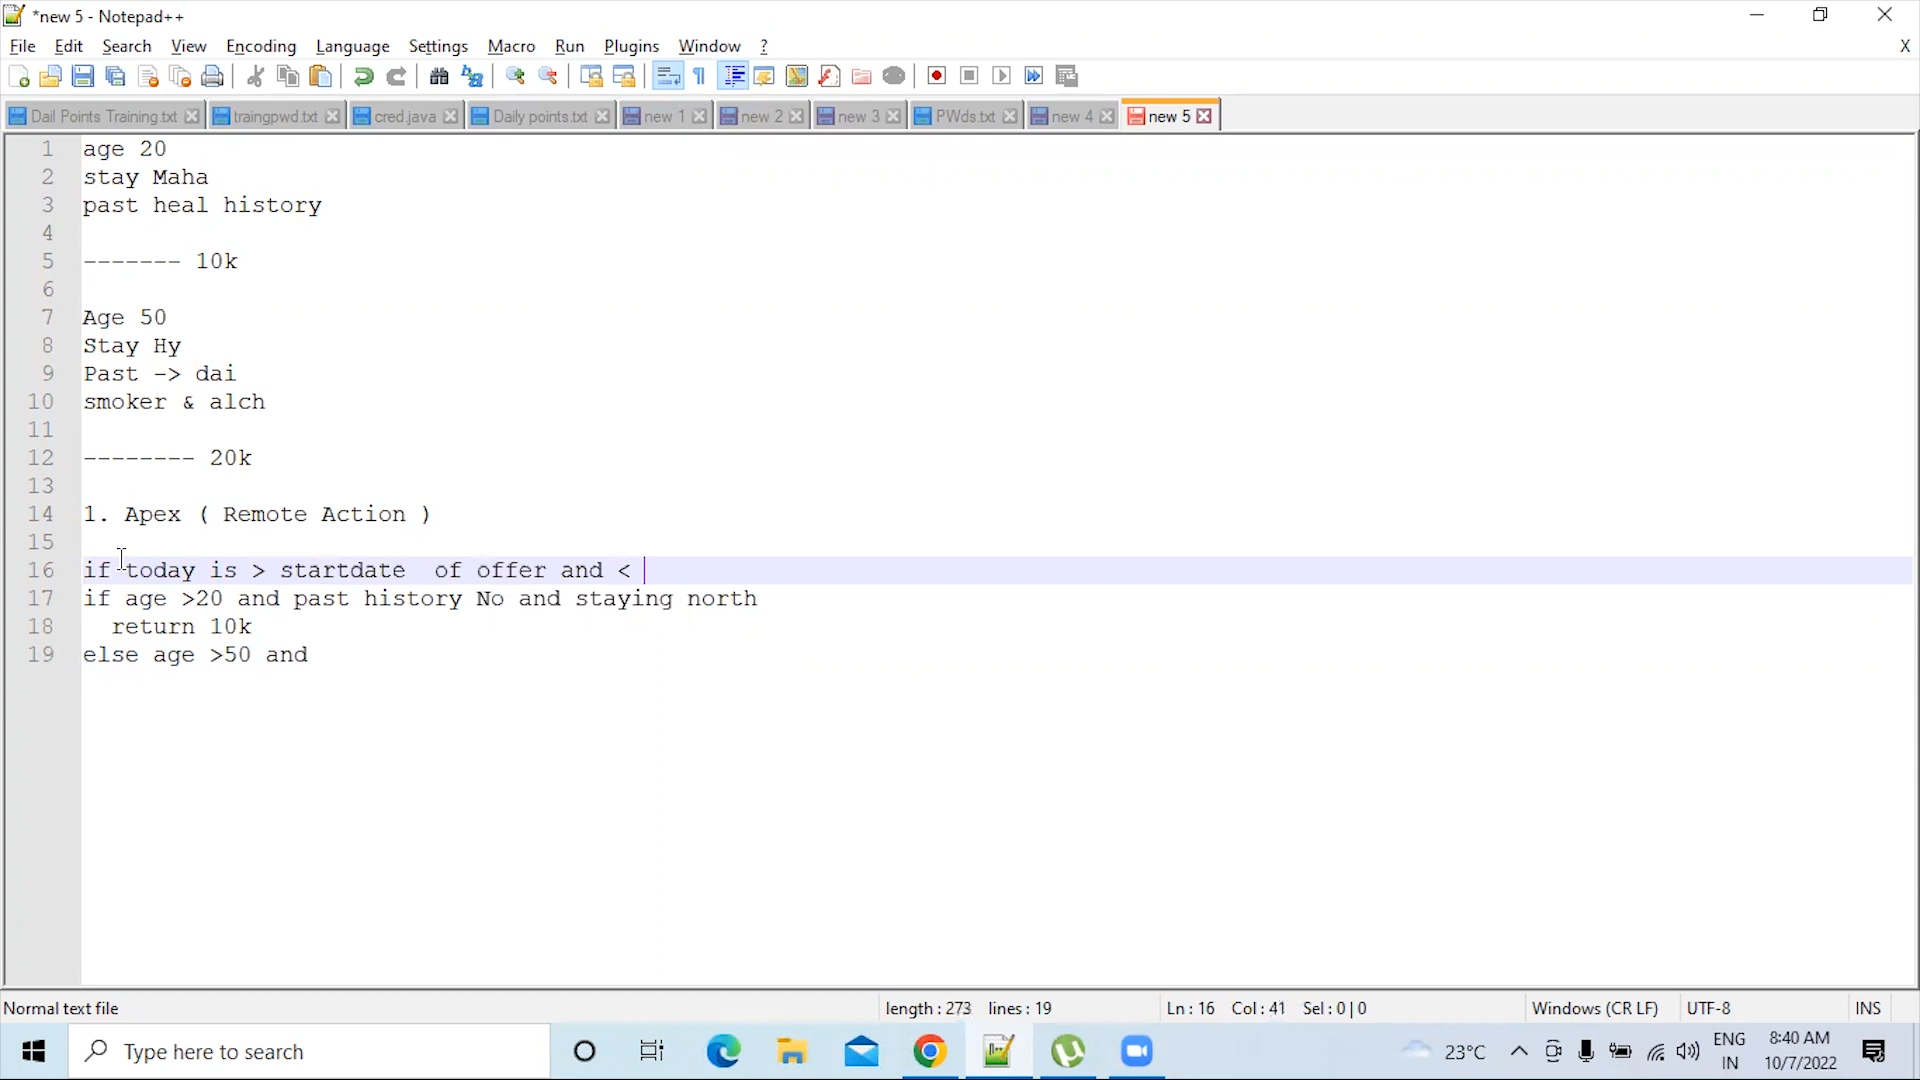 *new 5 - Notepad++
File Edit Search View Encoding Language Settings Macro Run Plugins Window ? X
Dail Points Training.txt traingpwd.txt cred.java Daily points.txt new 1 new 2 new 3 PWds.txt new 4 new 5
1 age 20
2 stay Maha
3 past heal history
4
5 ------- 10k
6
7 Age 50
8 Stay Hy
9 Past -> dai
10 smoker & alch
11
12 -------- 20k
13
14 1. Apex ( Remote Action )
15
16 if today is > startdate  of offer and <
17 if age >20 and past history No and staying north
18   return 10k
19 else age >50 and
Normal text file length : 273 lines : 19 Ln : 16 Col : 41 Sel : 0 | 0 Windows (CR LF) UTF-8 INS
Type here to search 23°C ENG 8:40 AM
IN 10/7/2022